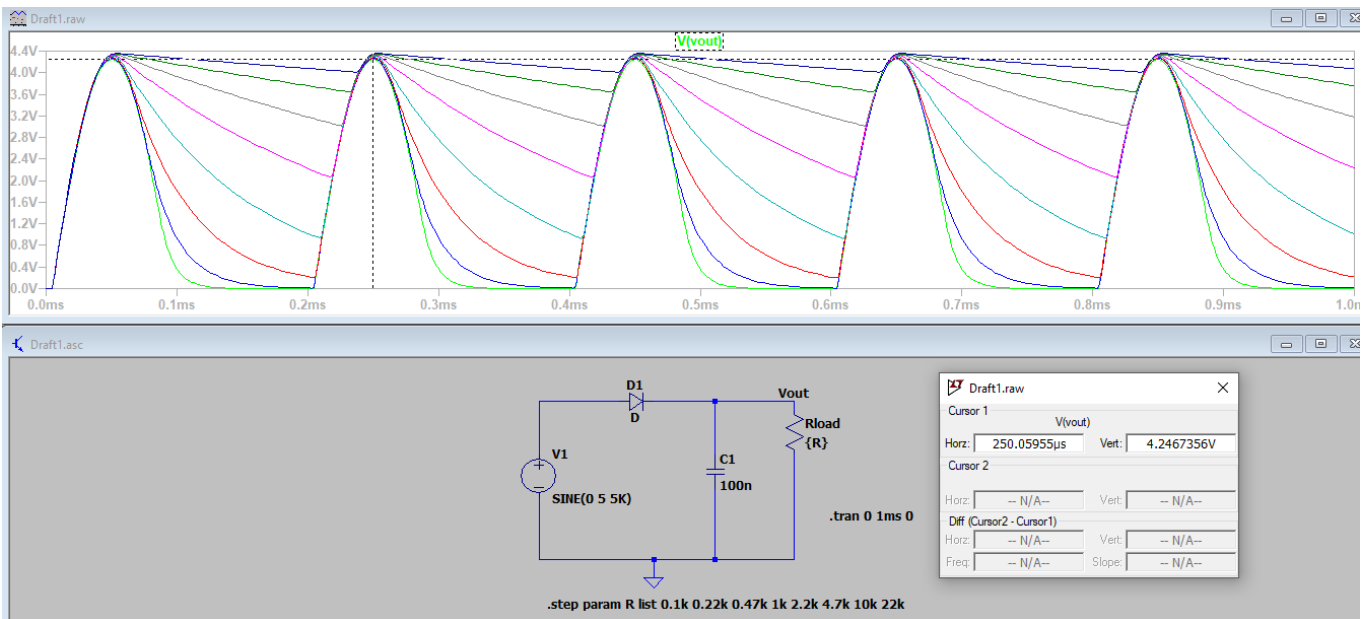 Draft1.raw
V(vout)
4.4V
4.0V
3.6V
3.2V
2.8V
2.4V
2.0V
1.6V
1.2V
0.8V
0.4V
0.0V
0.0ms 0.1ms 0.2ms 0.3ms 0.4ms 0.5ms 0.6ms 0.7ms 0.8ms 0.9ms
Draft1.asc
D1
D
Vout
Rload
{R}
V1
SINE(0 5 5K)
C1
100n
.tran 0 1ms 0
.step param R list 0.1k 0.22k 0.47k 1k 2.2k 4.7k 10k 22k
Draft1.raw
Cursor 1
V(vout)
Horz: 250.05955µs Vert: 4.2467356V
Cursor 2
Horz: -- N/A-- Vert: -- N/A--
Diff (Cursor2 - Cursor1)
Horz: -- N/A-- Vert: -- N/A--
Freq: -- N/A-- Slope: -- N/A--